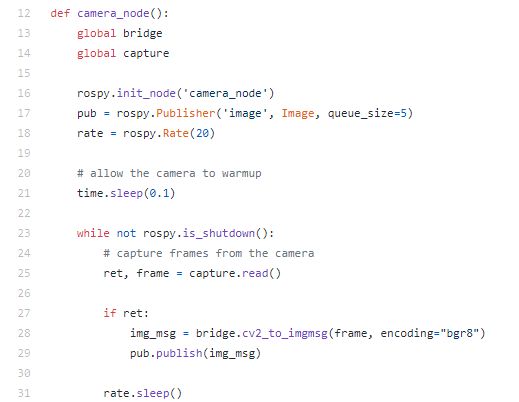 12 def camera_node():
13     global bridge
14     global capture
15
16     rospy.init_node('camera_node')
17     pub = rospy.Publisher('image', Image, queue_size=5)
18     rate = rospy.Rate(20)
19
20     # allow the camera to warmup
21     time.sleep(0.1)
22
23     while not rospy.is_shutdown():
24         # capture frames from the camera
25         ret, frame = capture.read()
26
27         if ret:
28             img_msg = bridge.cv2_to_imgmsg(frame, encoding="bgr8")
29             pub.publish(img_msg)
30
31         rate.sleep()